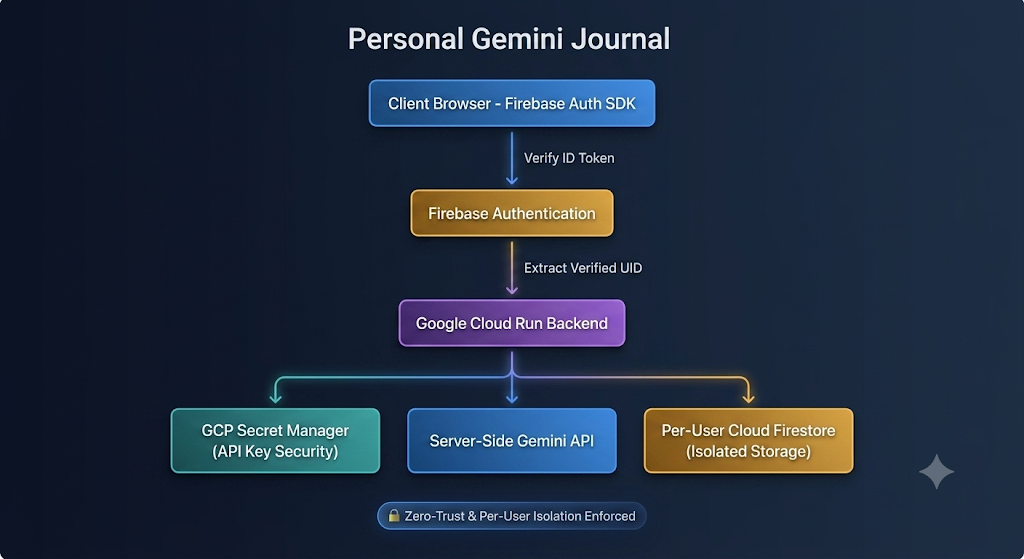 Personal Gemini Journal
Client Browser - Firebase Auth SDK
Verify ID Token
Firebase Authentication
Extract Verified UID
Google Cloud Run Backend
GCP Secret Manager
(API Key Security)
Server-Side Gemini API
Per-User Cloud Firestore
(Isolated Storage)
🔒 Zero-Trust & Per-User Isolation Enforced